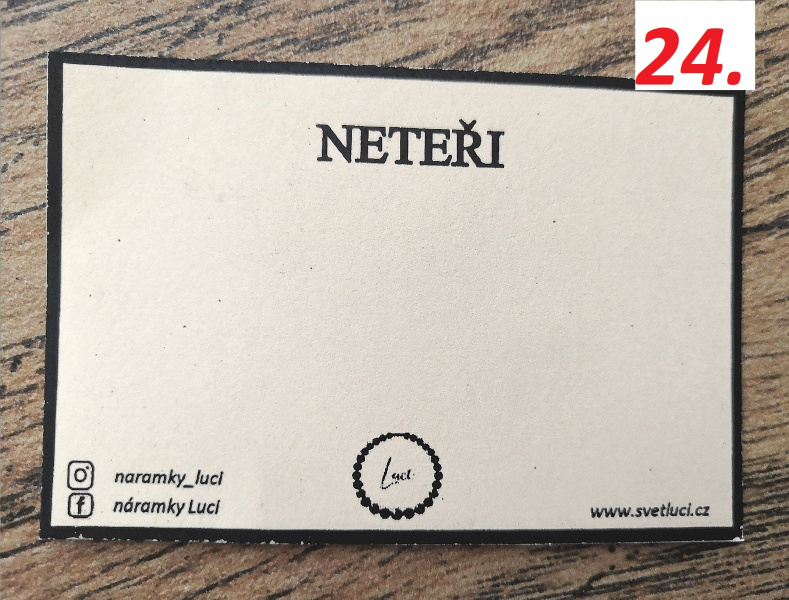 24.
NETEŘI
naramky_luci
náramky Luci
Luci
www.svetluci.cz